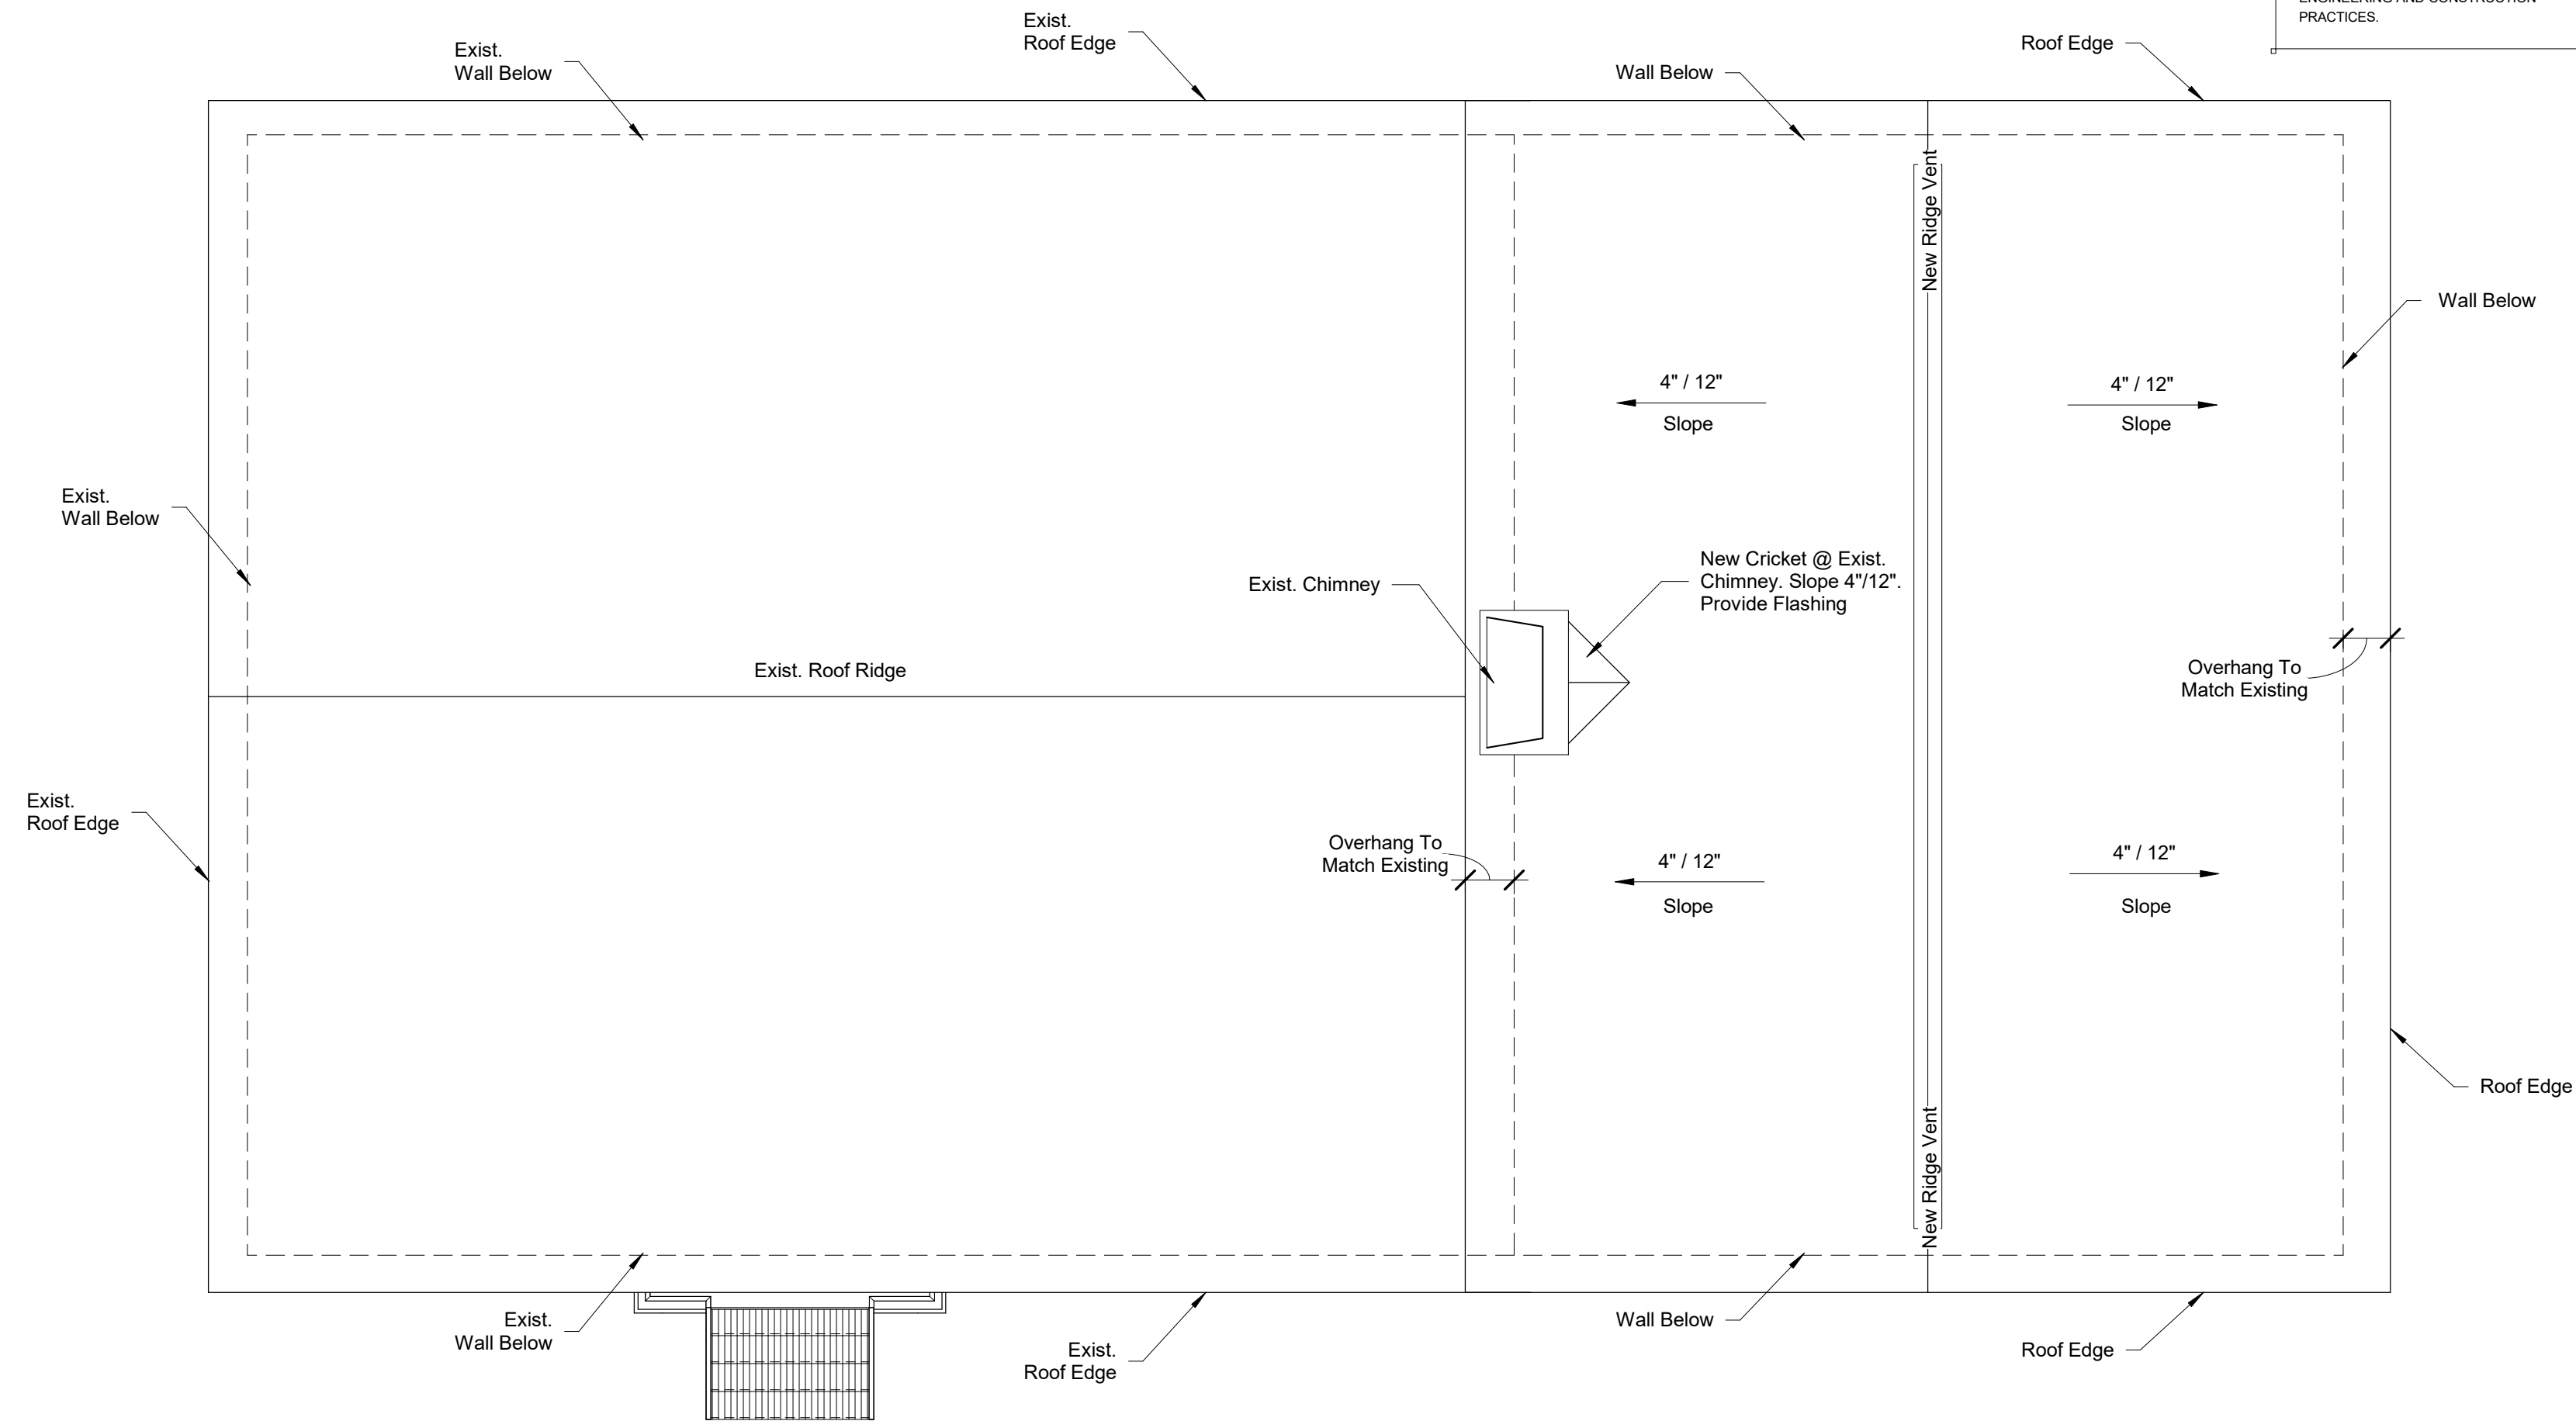 ENGINEERING AND CONSTRUCTION
PRACTICES.
Exist.
Roof Edge
Exist.
Wall Below
Roof Edge
Wall Below
New Ridge Vent
Wall Below
4" / 12"
Slope
4" / 12"
Slope
Exist.
Wall Below
Exist. Chimney
New Cricket @ Exist.
Chimney. Slope 4"/12".
Provide Flashing
Exist. Roof Ridge
Overhang To
Match Existing
Exist.
Roof Edge
Overhang To
Match Existing
4" / 12"
Slope
4" / 12"
Slope
Roof Edge
New Ridge Vent
Exist.
Wall Below
Wall Below
Exist.
Roof Edge
Roof Edge